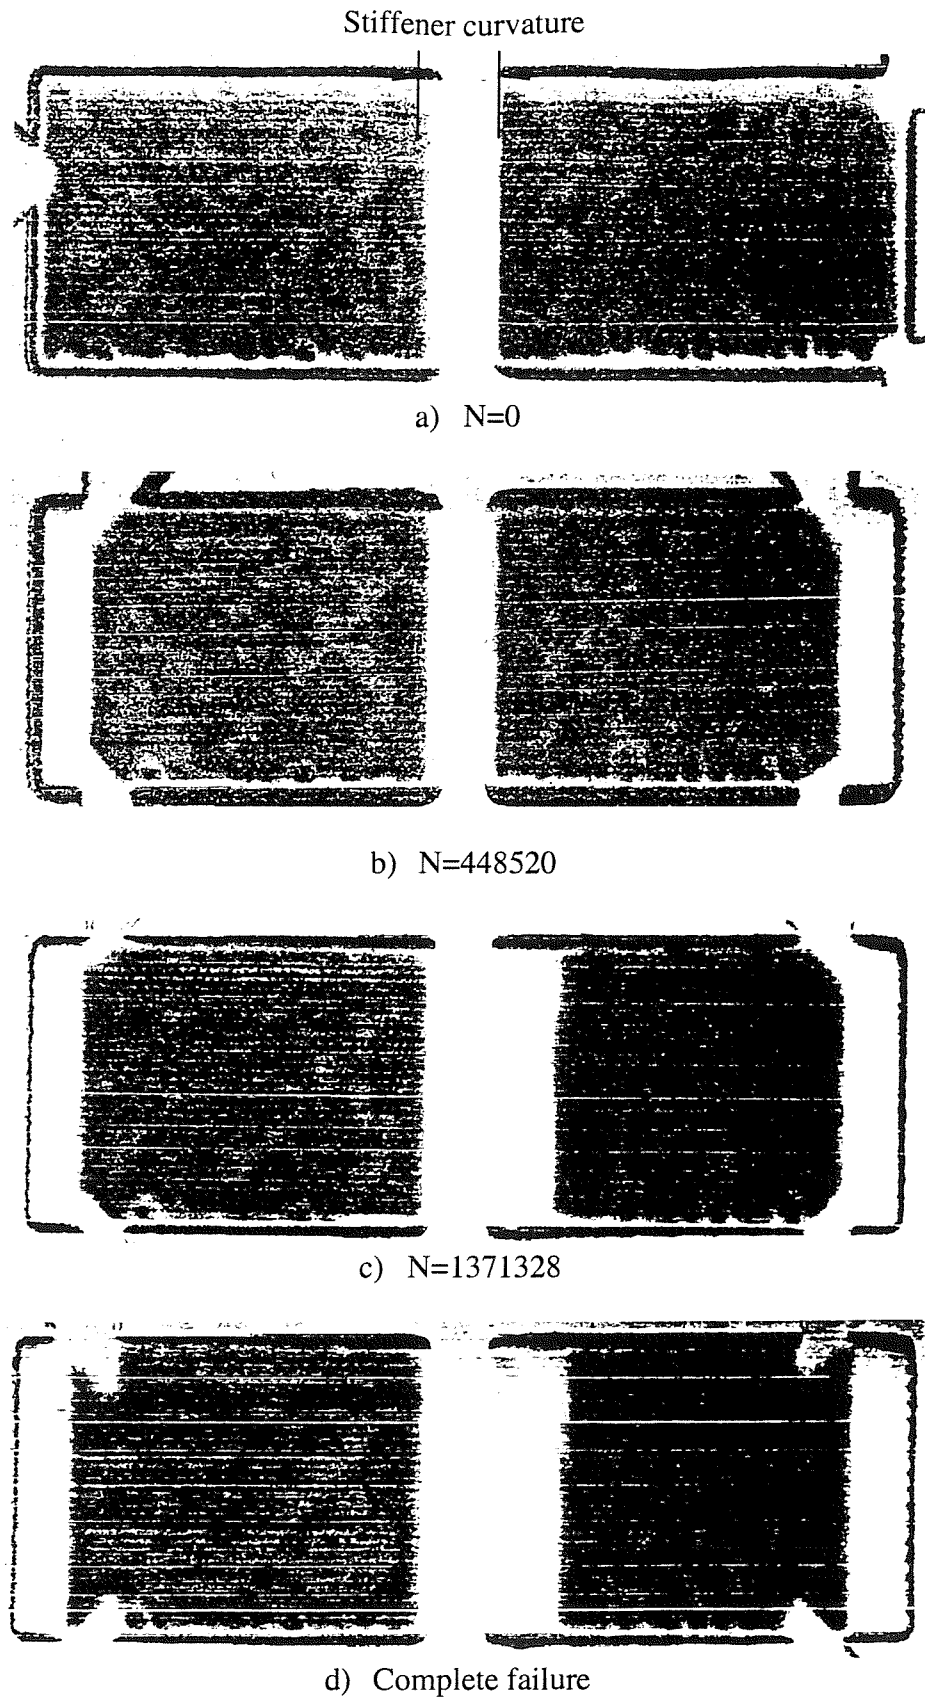 Stiffener curvature
a) N=0
b) N=448520
c) N=1371328
d) Complete failure